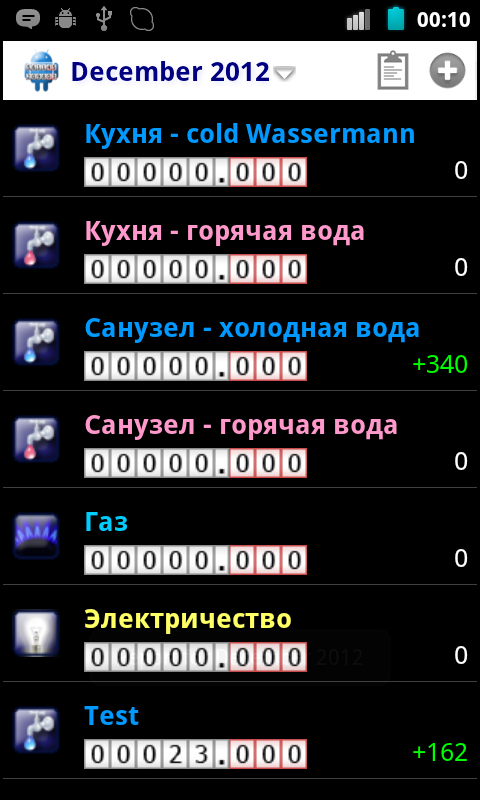 00:10
December 2012
Кухня - cold Wassermann
00000.000 0
Кухня - горячая вода
00000.000 0
Санузел - холодная вода
00000.000 +340
Санузел - горячая вода
00000.000 0
Газ
00000.000 0
Электричество
00000.000 0
2012
Test
00023.000 +162